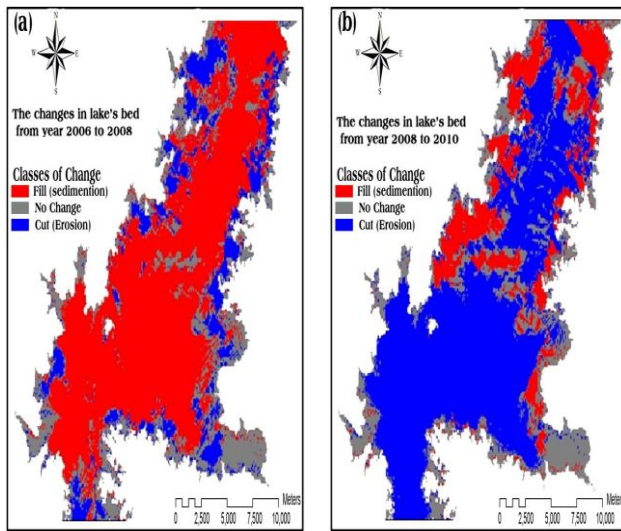 (a)
N
W E
S
The changes in lake's bed
from year 2006 to 2008
Classes of Change
Fill (sedimention)
No Change
Cut (Erosion)
Meters
0 2,500 5,000 7,500 10,000
(b)
N
W E
S
The changes in lake's bed
from year 2008 to 2010
Classes of Change
Fill (sedimention)
No Change
Cut (Erosion)
Meters
0 2,500 5,000 7,500 10,000